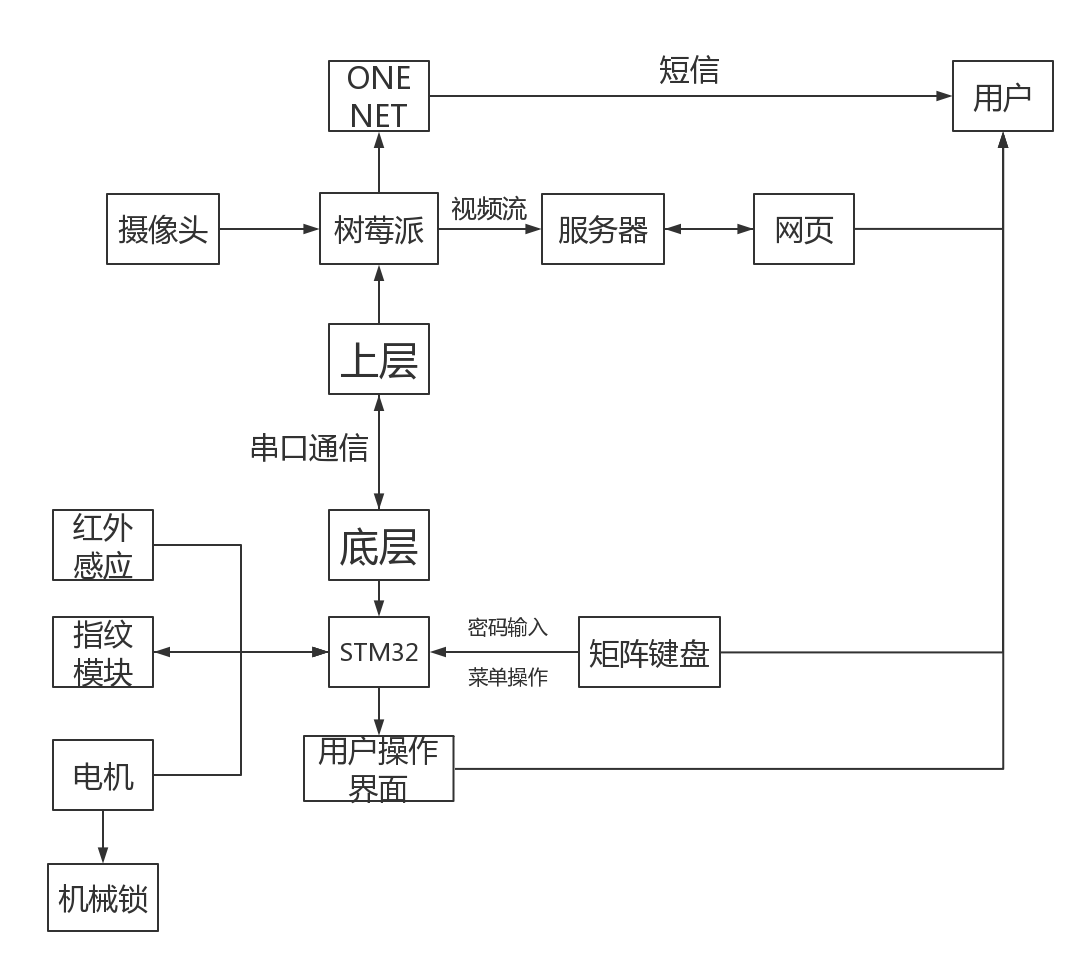 ONE
NET
短信
用户
摄像头
树莓派
视频流
服务器
网页
上层
串口通信
底层
红外
感应
指纹
模块
STM32
密码输入
菜单操作
矩阵键盘
用户操作
界面
电机
机械锁